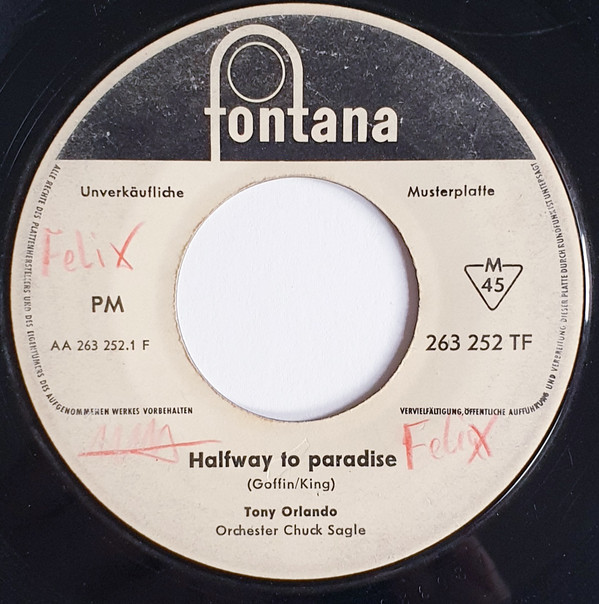 fontana
Unverkäufliche Musterplatte
ALLE RECHTE DES PLATTENHERSTELLERS UND DES EIGENTÜMERS DES AUFGENOMMENEN WERKES VORBEHALTEN
VERVIELFÄLTIGUNG, ÖFFENTLICHE AUFFÜHRUNG UND VERBREITUNG DIESER PLATTE DURCH RUNDFUNK IST UNTERSAGT
Felix
PM
M
45
AA 263 252.1 F
263 252 TF
Felix
Halfway to paradise
(Goffin/King)
Tony Orlando
Orchester Chuck Sagle